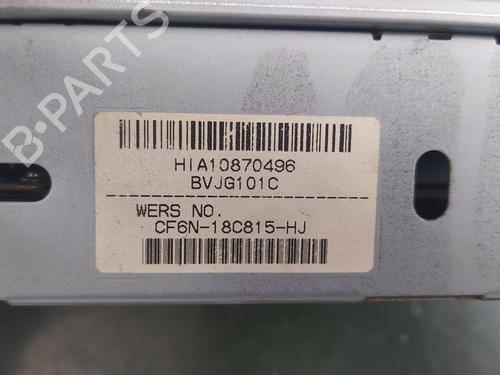 B-PARTS
HIA10870496
BVJG101C
WERS NO.
CF6N-18C815-HJ